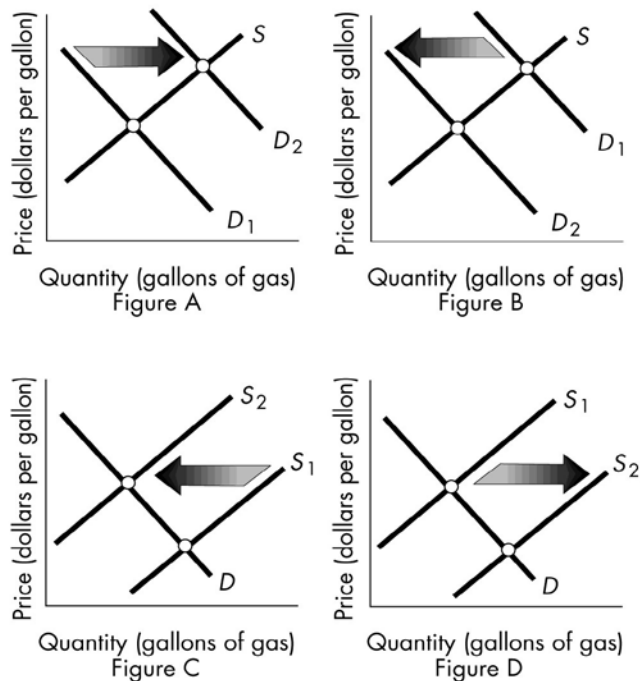 Price (dollars per gallon)
S
D2
D1
Quantity (gallons of gas)
Figure A
Price (dollars per gallon)
S
D1
D2
Quantity (gallons of gas)
Figure B
Price (dollars per gallon)
S2
S1
D
Quantity (gallons of gas)
Figure C
Price (dollars per gallon)
S1
S2
D
Quantity (gallons of gas)
Figure D